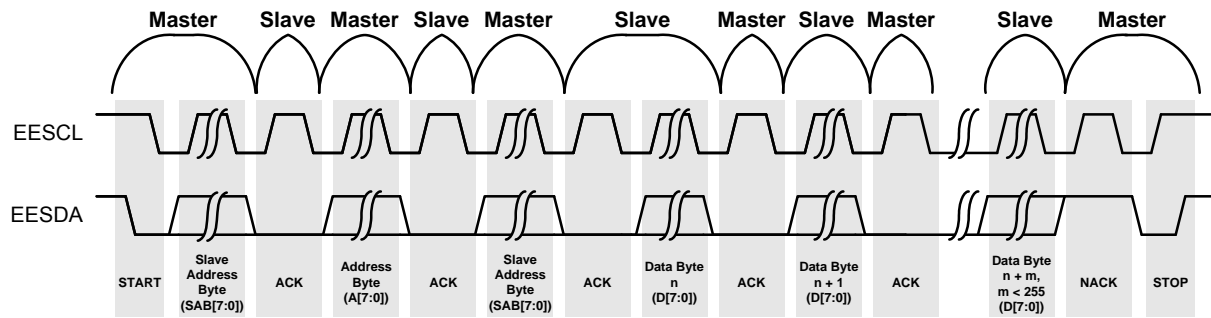 Master Slave Master Slave Master Slave Master Slave Master Slave Master
EESCL
EESDA
START
Slave
Address
Byte
(SAB[7:0])
ACK
Address
Byte
(A[7:0])
ACK
Slave
Address
Byte
(SAB[7:0])
ACK
Data Byte
n
(D[7:0])
ACK
Data Byte
n + 1
(D[7:0])
ACK
Data Byte
n + m,
m < 255
(D[7:0])
NACK
STOP